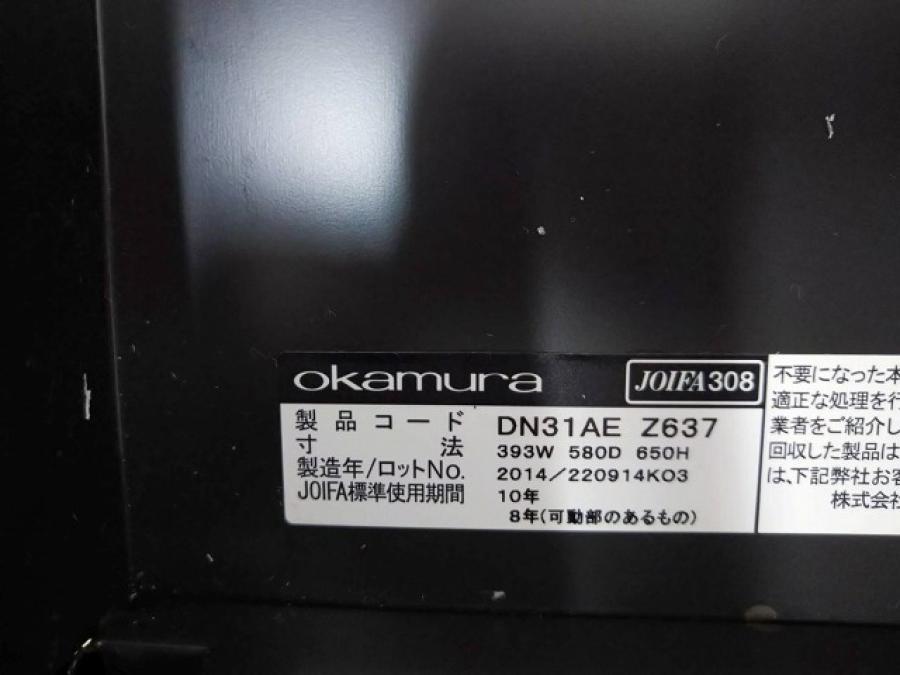 okamura JOIFA308
製品コード DN31AE Z637
寸法 393W 580D 650H
製造年/ロットNo. 2014/220914KO3
JOIFA標準使用期間 10年
8年(可動部のあるもの)
不要になった本
適正な処理を行
業者をご紹介し
回収した製品は
は、下記弊社お客
株式会社